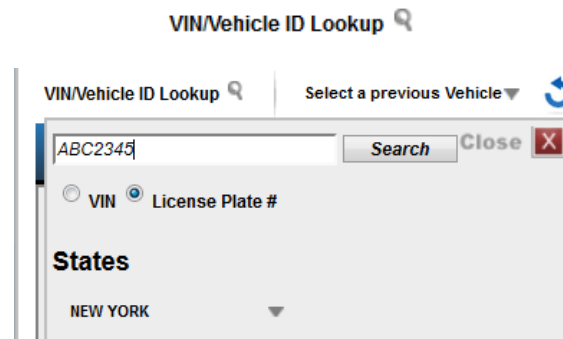 VIN/Vehicle ID Lookup
VIN/Vehicle ID Lookup Select a previous Vehicle
ABC2345 Search Close X
VIN License Plate #
States
NEW YORK